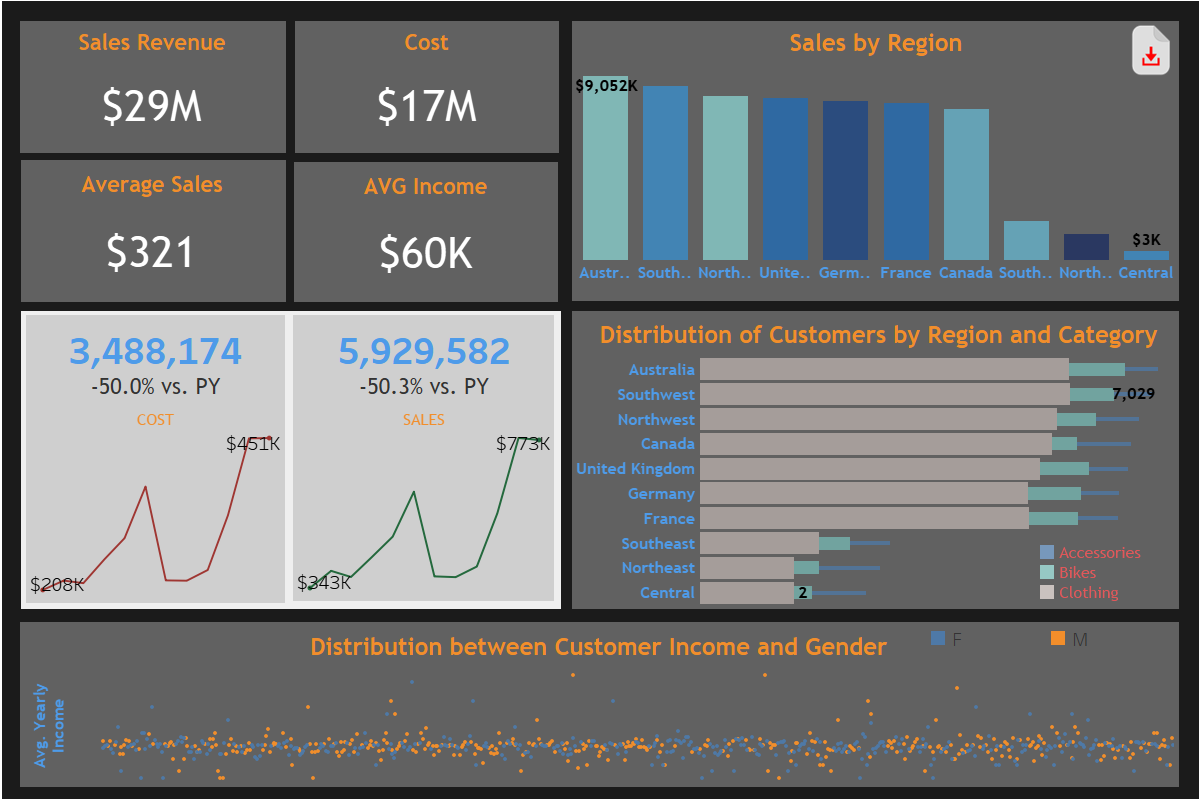 Sales Revenue
$29M
Cost
$17M
Average Sales
$321
AVG Income
$60K
Sales by Region
$9,052K
$3K
Austr..
South..
North..
Unite..
Germ..
France
Canada
South..
North..
Central
3,488,174
-50.0% vs. PY
COST
$451K
$208K
5,929,582
-50.3% vs. PY
SALES
$773K
$343K
Distribution of Customers by Region and Category
Australia
Southwest
7,029
Northwest
Canada
United Kingdom
Germany
France
Southeast
Northeast
Central
2
Accessories
Bikes
Clothing
Distribution between Customer Income and Gender
F
M
Avg. Yearly
Income